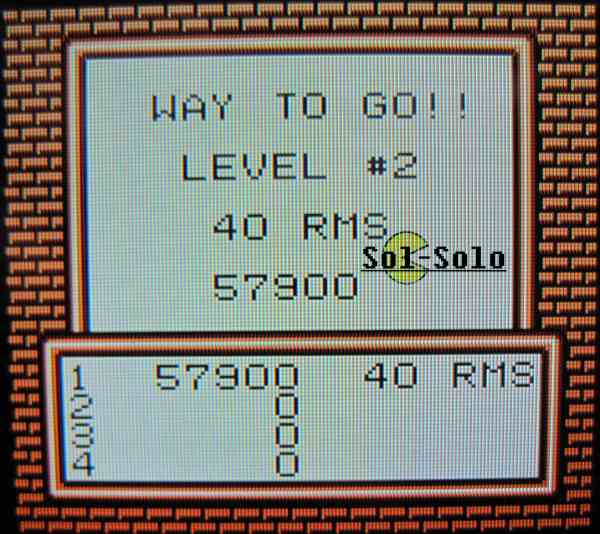 WAY TO GO!!
LEVEL #2
40 RMS
57900
Sol-Solo
1 57900 40 RMS
2 0
3 0
4 0